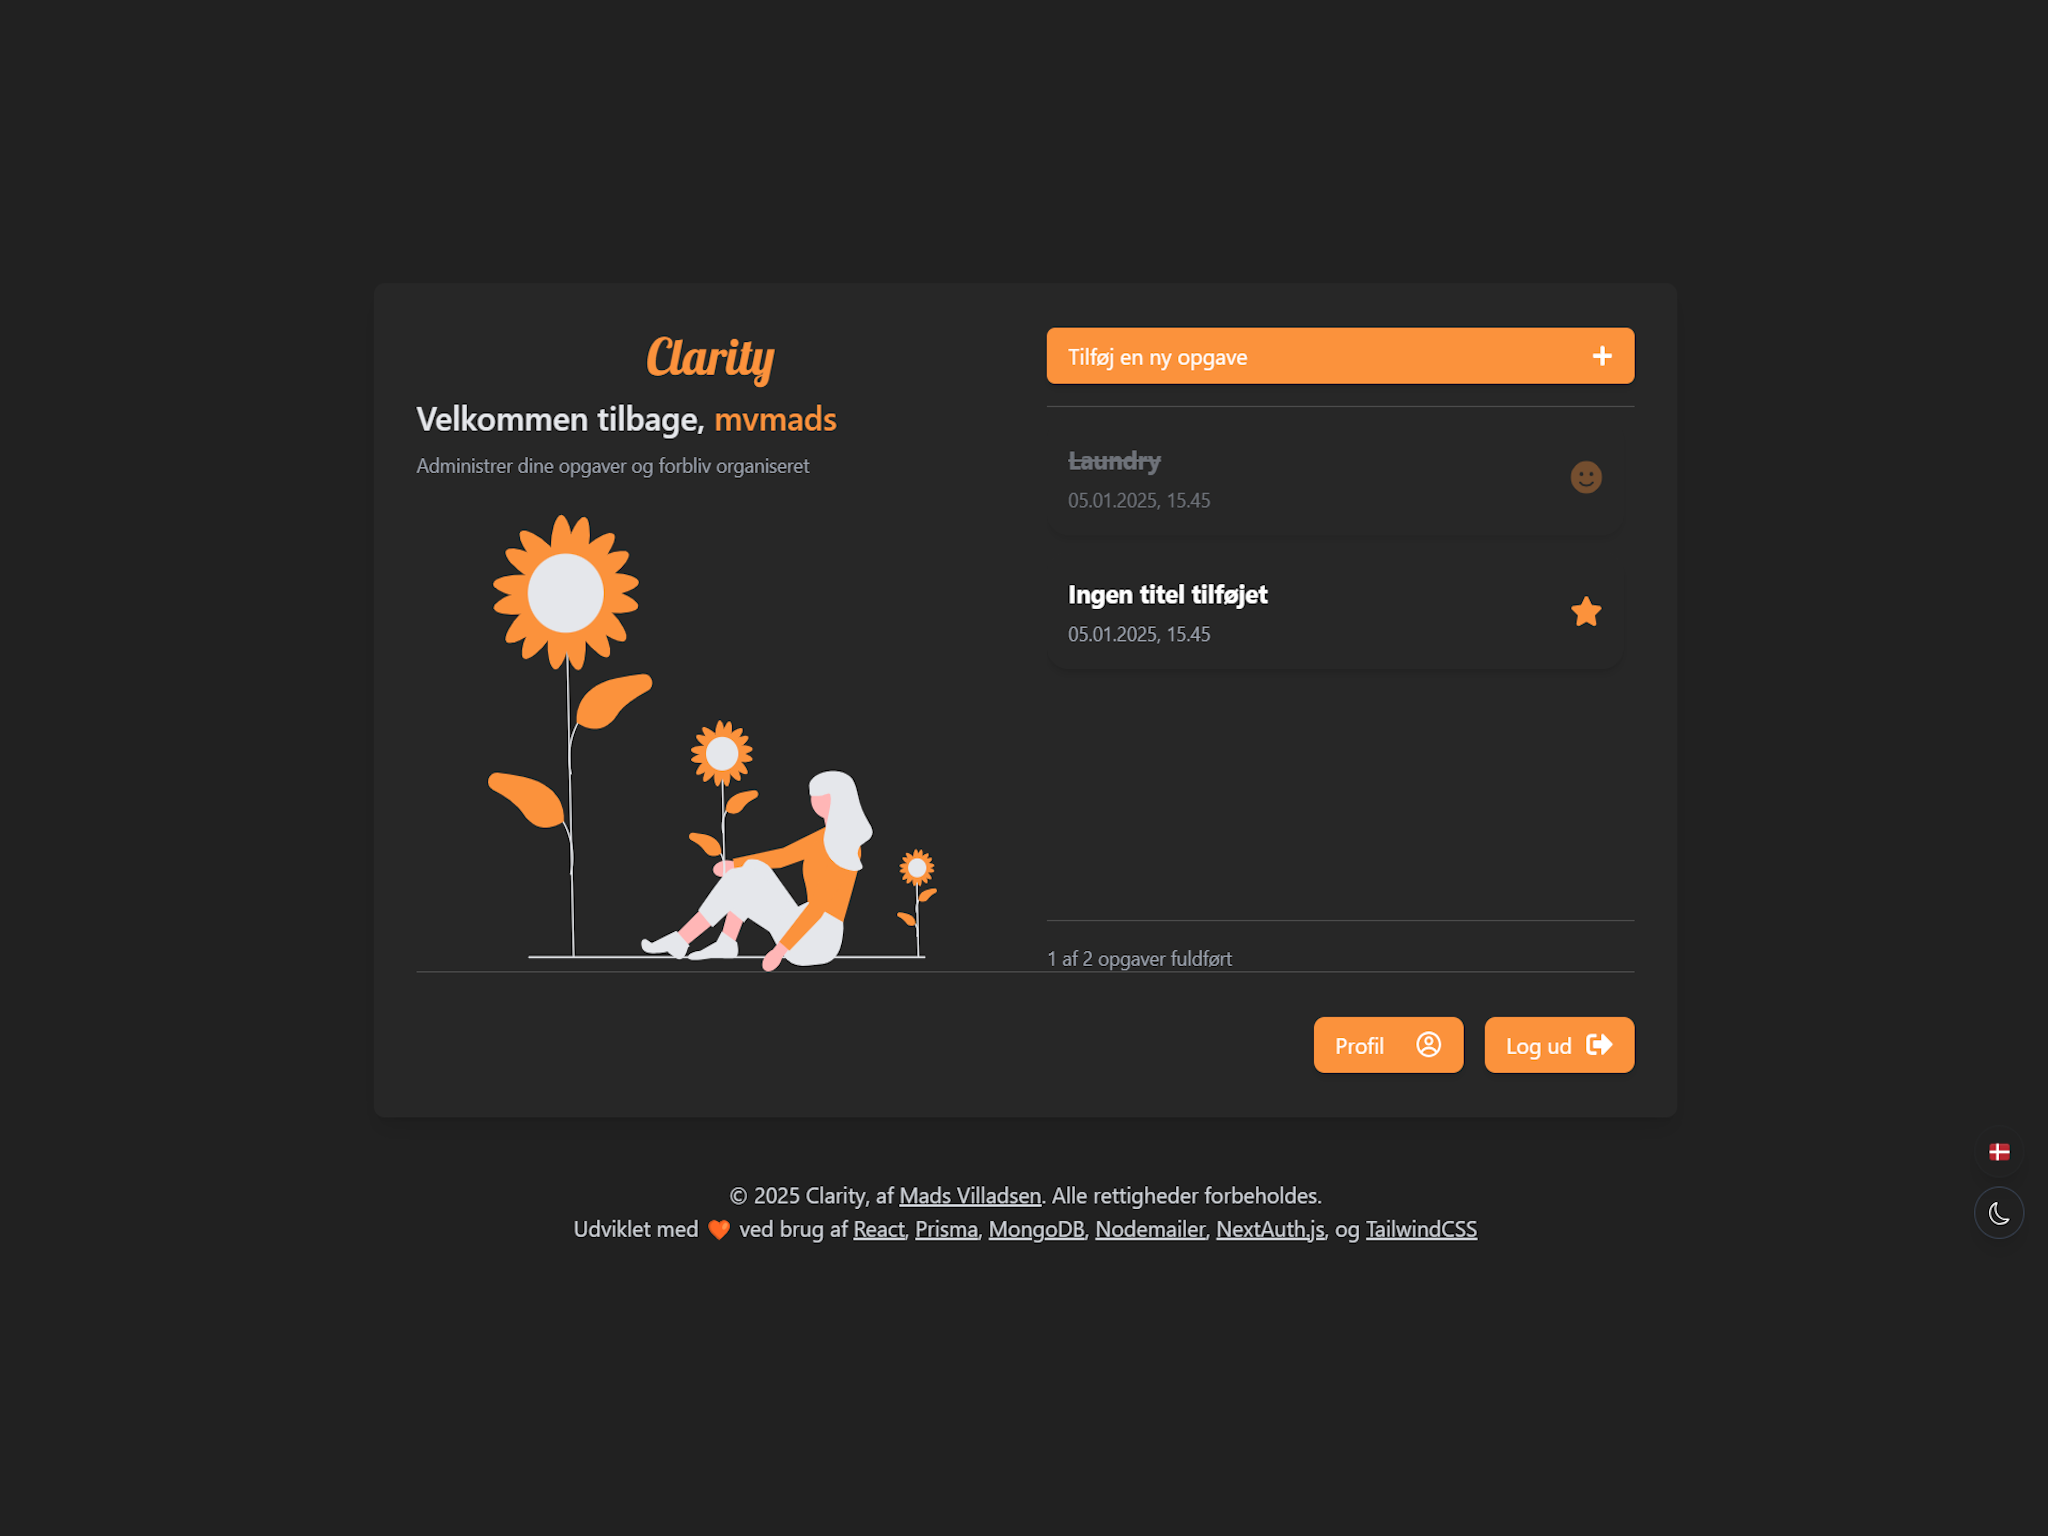 Clarity
Velkommen tilbage, mvmads
Administrer dine opgaver og forbliv organiseret
Tilføj en ny opgave
Laundry
05.01.2025, 15.45
Ingen titel tilføjet
05.01.2025, 15.45
1 af 2 opgaver fuldført
Profil
Log ud
© 2025 Clarity, af Mads Villadsen. Alle rettigheder forbeholdes.
Udviklet med 🧡 ved brug af React, Prisma, MongoDB, Nodemailer, NextAuth.js, og TailwindCSS